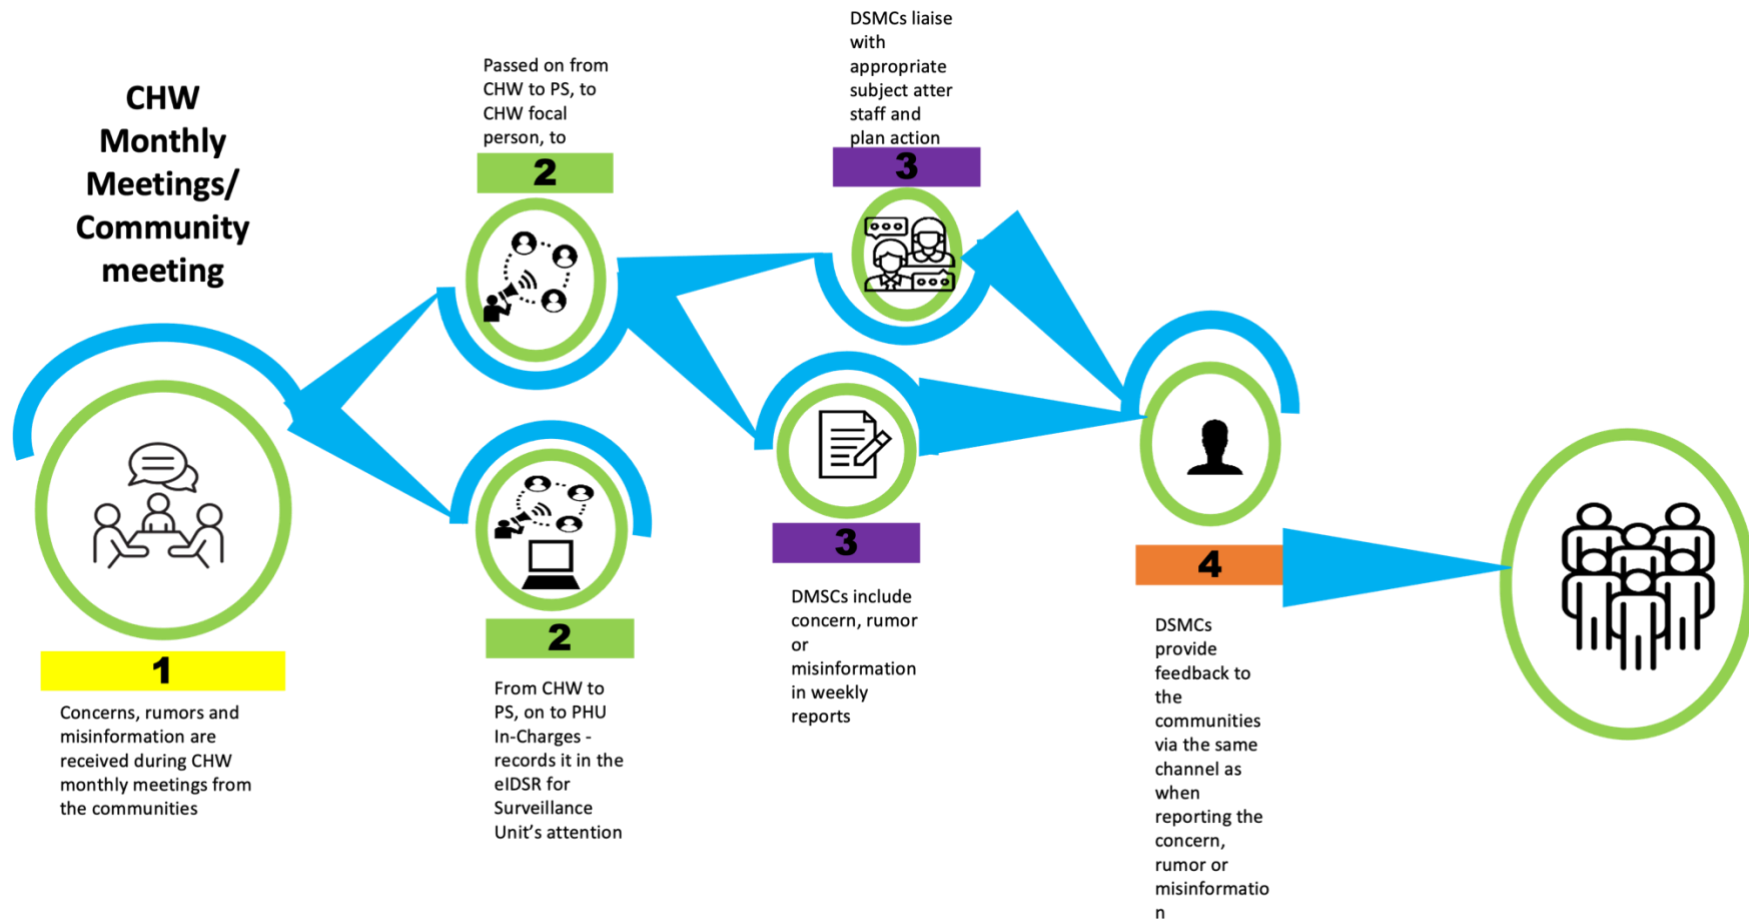 CHW
Monthly
Meetings/
Community
meeting
1
Concerns, rumors and
misinformation are
received during CHW
monthly meetings from
the communities
Passed on from
CHW to PS, to
CHW focal
person, to
2
2
From CHW to
PS, on to PHU
In-Charges -
records it in the
eIDSR for
Surveillance
Unit’s attention
DSMCs liaise
with
appropriate
subject atter
staff and
plan action
3
3
DMSCs include
concern, rumor
or
misinformation
in weekly
reports
4
DSMCs
provide
feedback to
the
communities
via the same
channel as
when
reporting the
concern,
rumor or
misinformatio
n